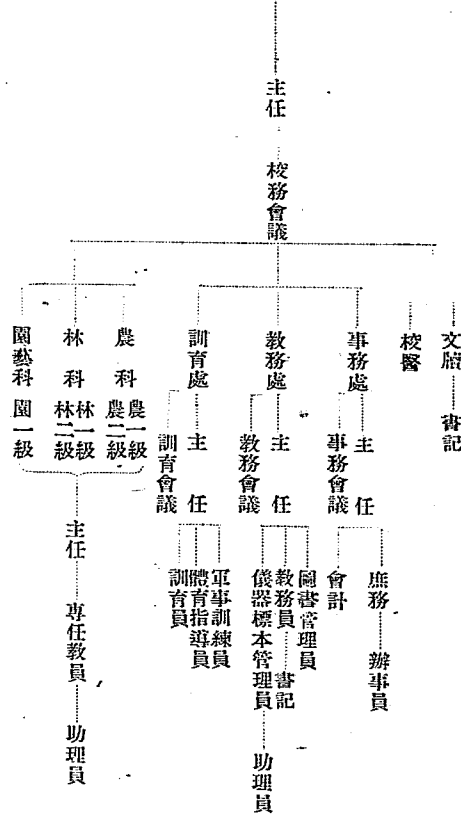 主任
校務會議
文牘
書記
校醫
事務處
主任
事務會議
庶務
辦事員
會計
教務處
主任
教務會議
圖書管理員
教務員
書記
儀器標本管理員
助理員
訓育處
主任
訓育會議
軍事訓練員
體育指導員
訓育員
農科
農一級
農二級
林科
林一級
林二級
園藝科
園一級
主任
專任教員
助理員